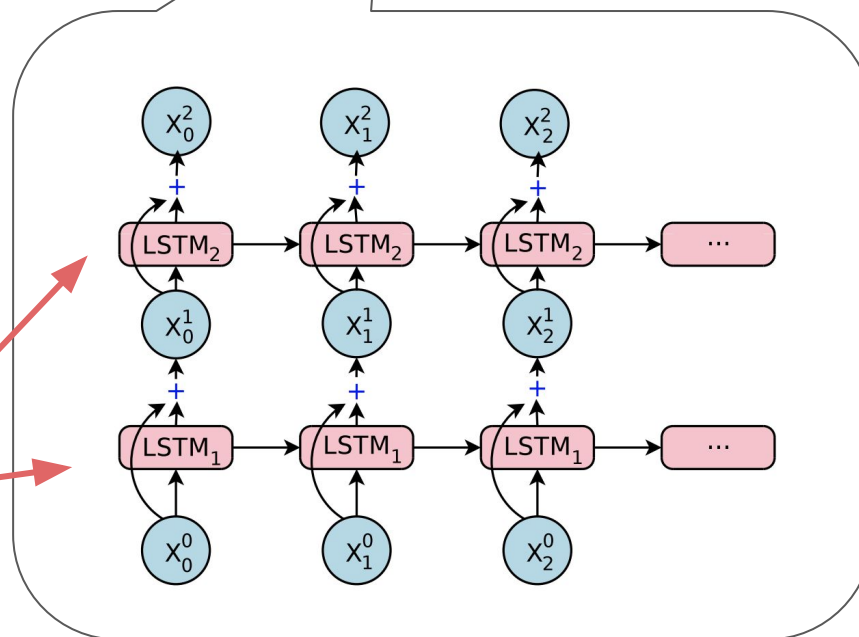 X₀² X₁² X₂²
+ + +
LSTM₂ LSTM₂ LSTM₂ ...
X₀¹ X₁¹ X₂¹
+ + +
LSTM₁ LSTM₁ LSTM₁ ...
X₀⁰ X₁⁰ X₂⁰